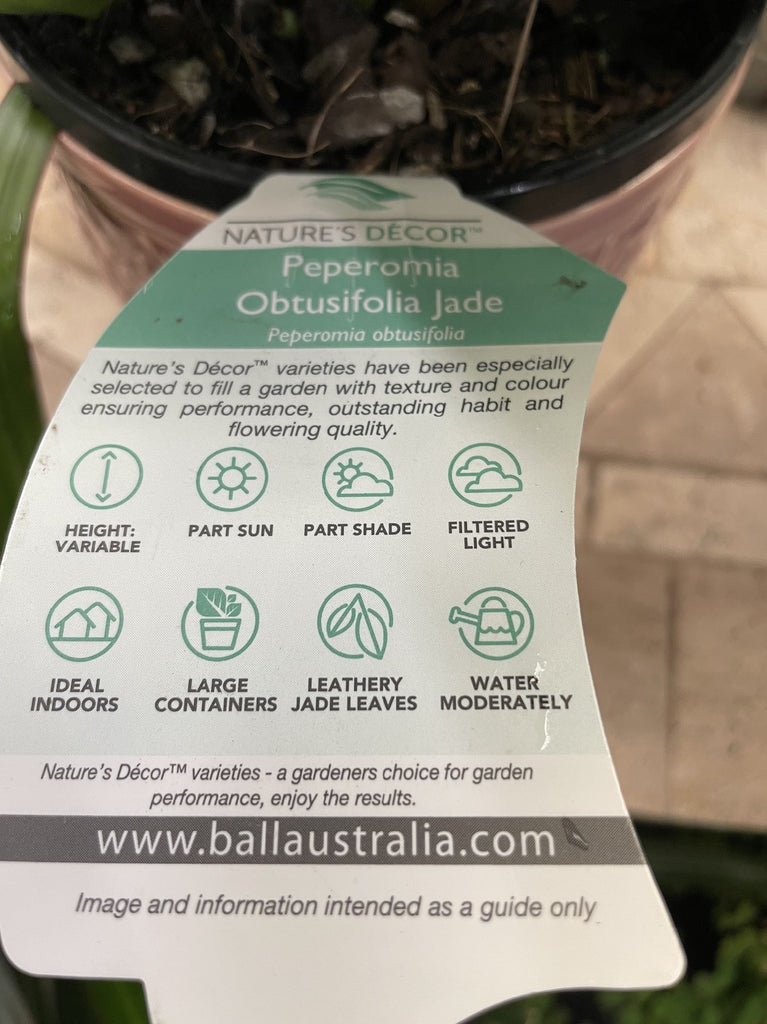 NATURE'S DÉCOR™
Peperomia
Obtusifolia Jade
Peperomia obtusifolia
Nature's Décor™ varieties have been especially
selected to fill a garden with texture and colour
ensuring performance, outstanding habit and
flowering quality.
HEIGHT:
VARIABLE
PART SUN
PART SHADE
FILTERED
LIGHT
IDEAL
INDOORS
LARGE
CONTAINERS
LEATHERY
JADE LEAVES
WATER
MODERATELY
Nature's Décor™ varieties - a gardeners choice for garden
performance, enjoy the results.
www.ballaustralia.com
Image and information intended as a guide only